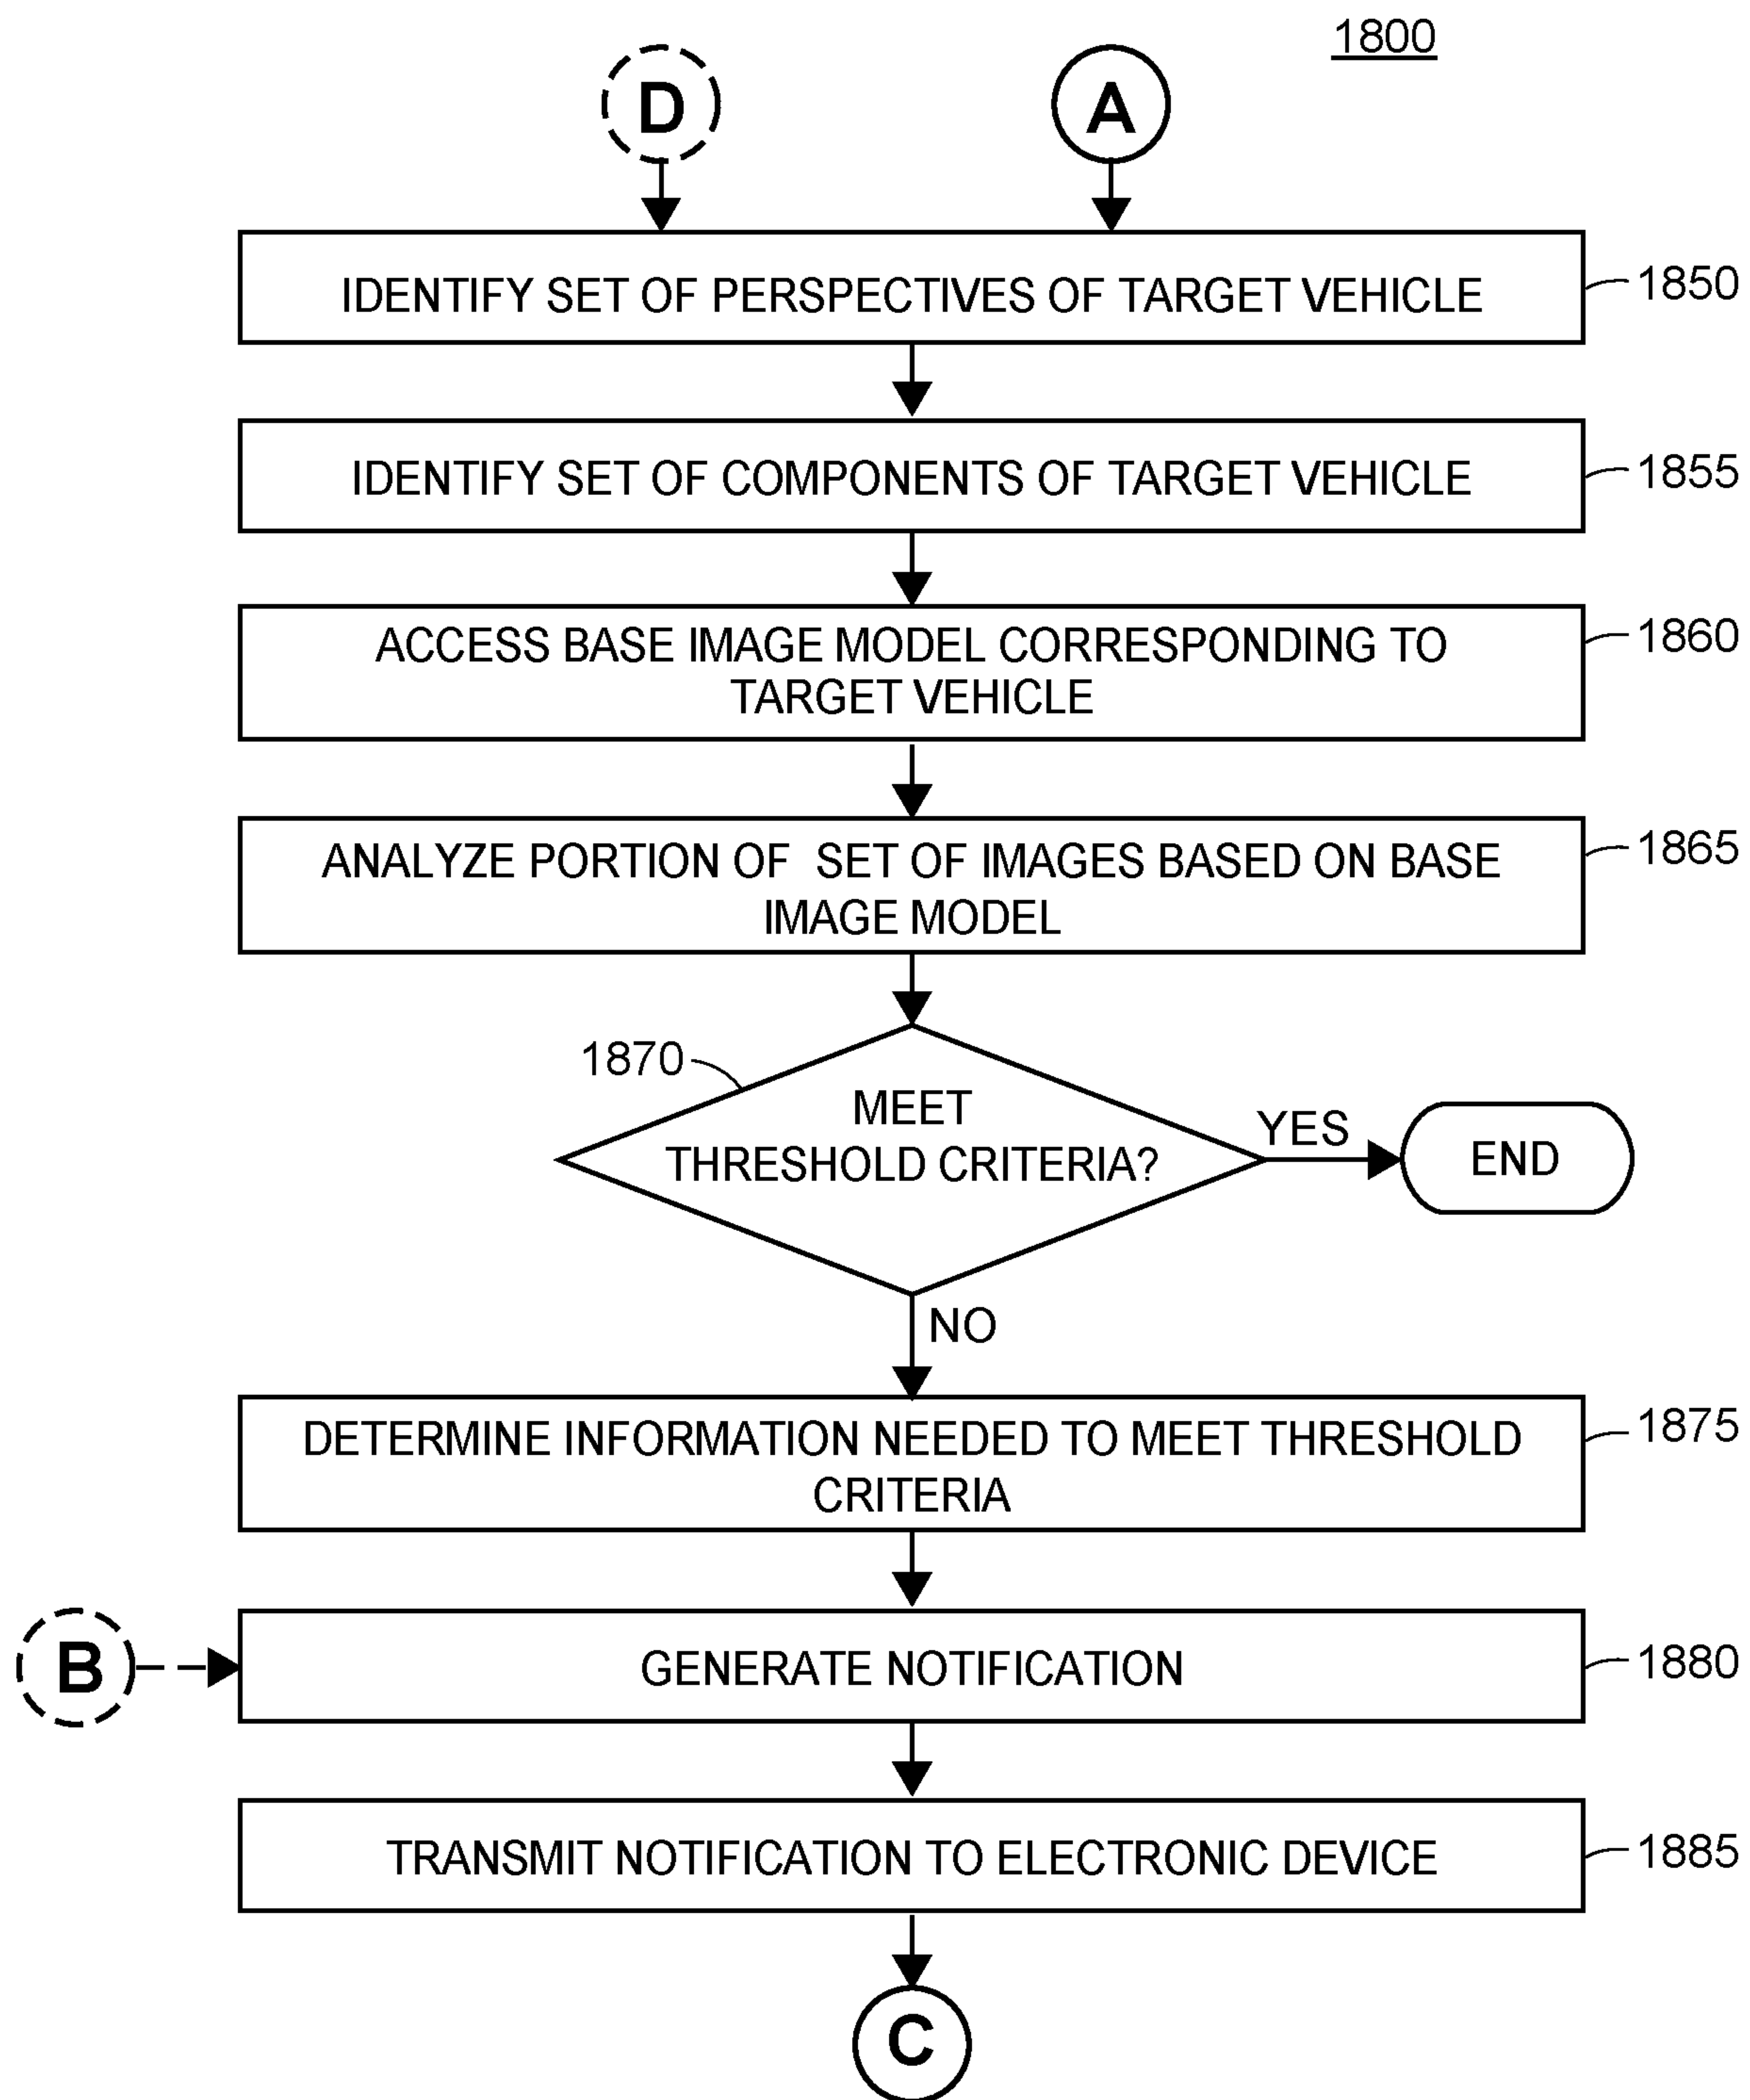 1800
D
A
IDENTIFY SET OF PERSPECTIVES OF TARGET VEHICLE
1850
IDENTIFY SET OF COMPONENTS OF TARGET VEHICLE
1855
ACCESS BASE IMAGE MODEL CORRESPONDING TO
TARGET VEHICLE
1860
ANALYZE PORTION OF SET OF IMAGES BASED ON BASE
IMAGE MODEL
1865
1870
MEET
THRESHOLD CRITERIA?
YES
END
NO
DETERMINE INFORMATION NEEDED TO MEET THRESHOLD
CRITERIA
1875
B
GENERATE NOTIFICATION
1880
TRANSMIT NOTIFICATION TO ELECTRONIC DEVICE
1885
C